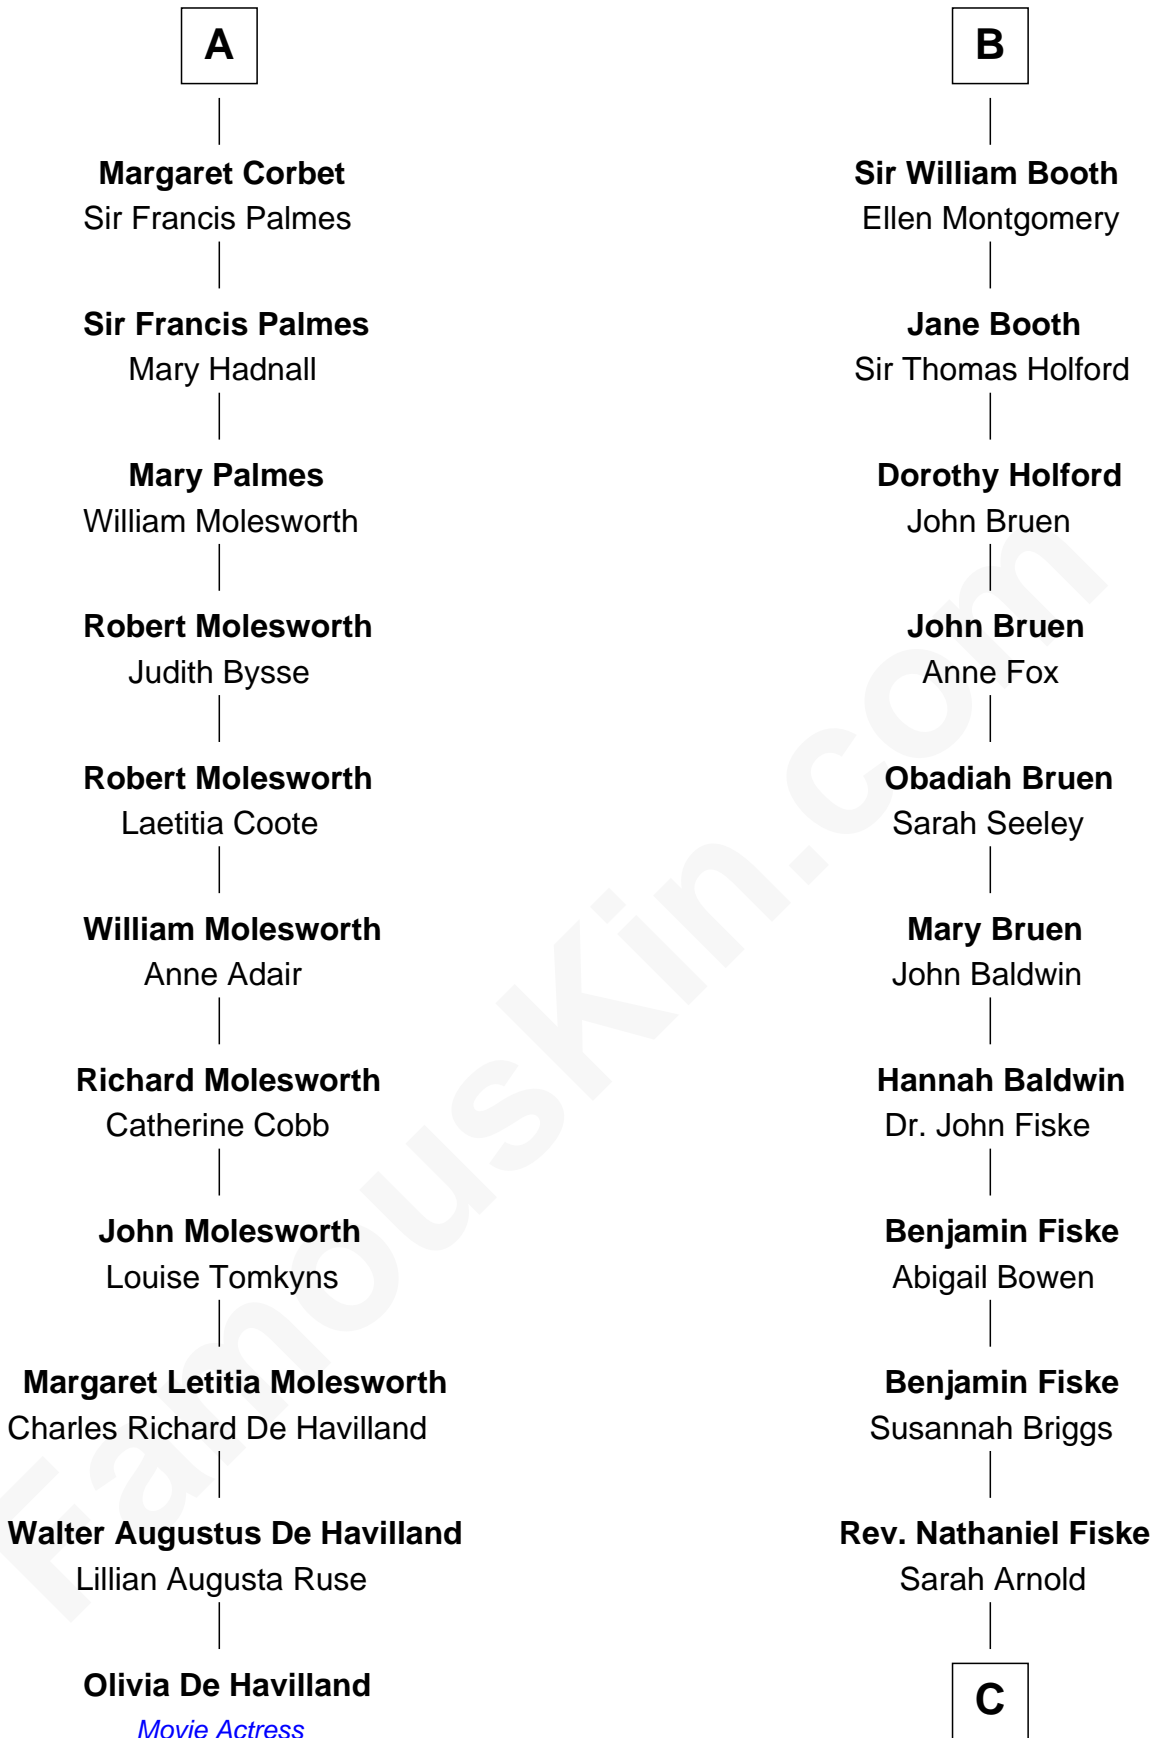 A
Margaret Corbet
Sir Francis Palmes
Sir Francis Palmes
Mary Hadnall
Mary Palmes
William Molesworth
Robert Molesworth
Judith Bysse
Robert Molesworth
Laetitia Coote
William Molesworth
Anne Adair
Richard Molesworth
Catherine Cobb
John Molesworth
Louise Tomkyns
Margaret Letitia Molesworth
Charles Richard De Havilland
Walter Augustus De Havilland
Lillian Augusta Ruse
Olivia De Havilland
Movie Actress
B
Sir William Booth
Ellen Montgomery
Jane Booth
Sir Thomas Holford
Dorothy Holford
John Bruen
John Bruen
Anne Fox
Obadiah Bruen
Sarah Seeley
Mary Bruen
John Baldwin
Hannah Baldwin
Dr. John Fiske
Benjamin Fiske
Abigail Bowen
Benjamin Fiske
Susannah Briggs
Rev. Nathaniel Fiske
Sarah Arnold
C
FamousKin.com